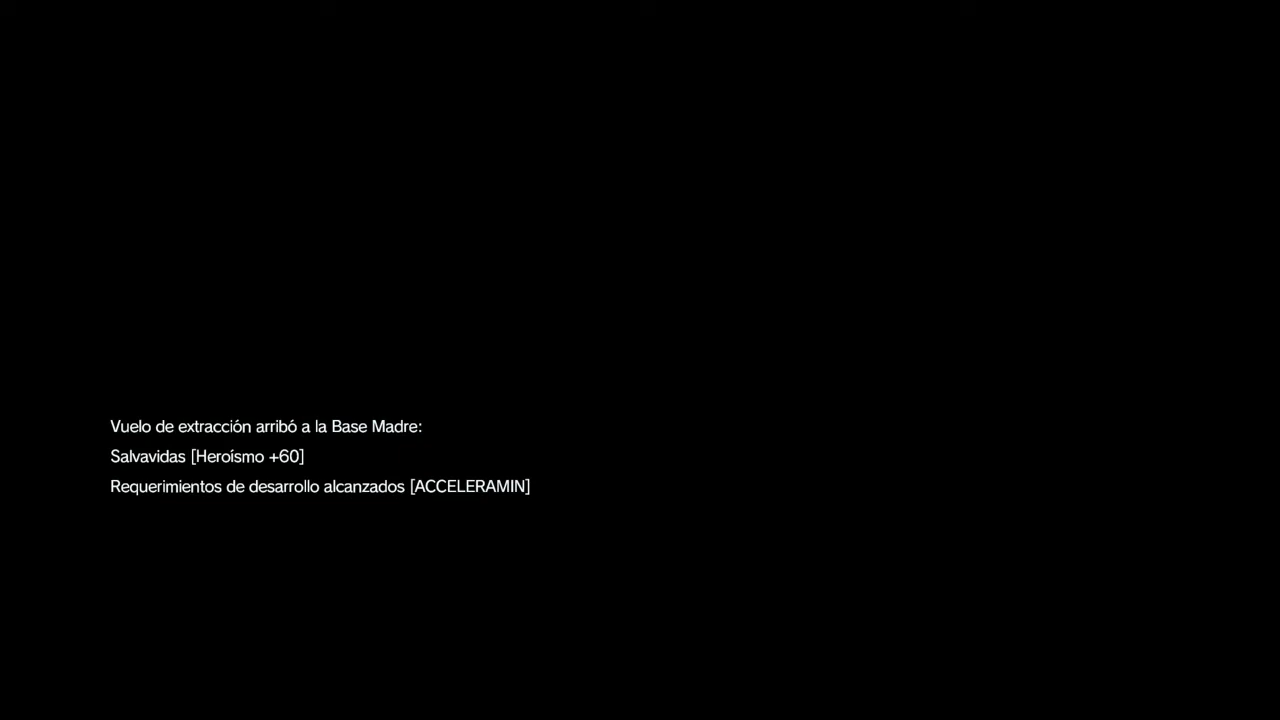 Vuelo de extracción arribó a la Base Madre:
Salvavidas [Heroísmo +60]
Requerimientos de desarrollo alcanzados [ACCELERAMIN]